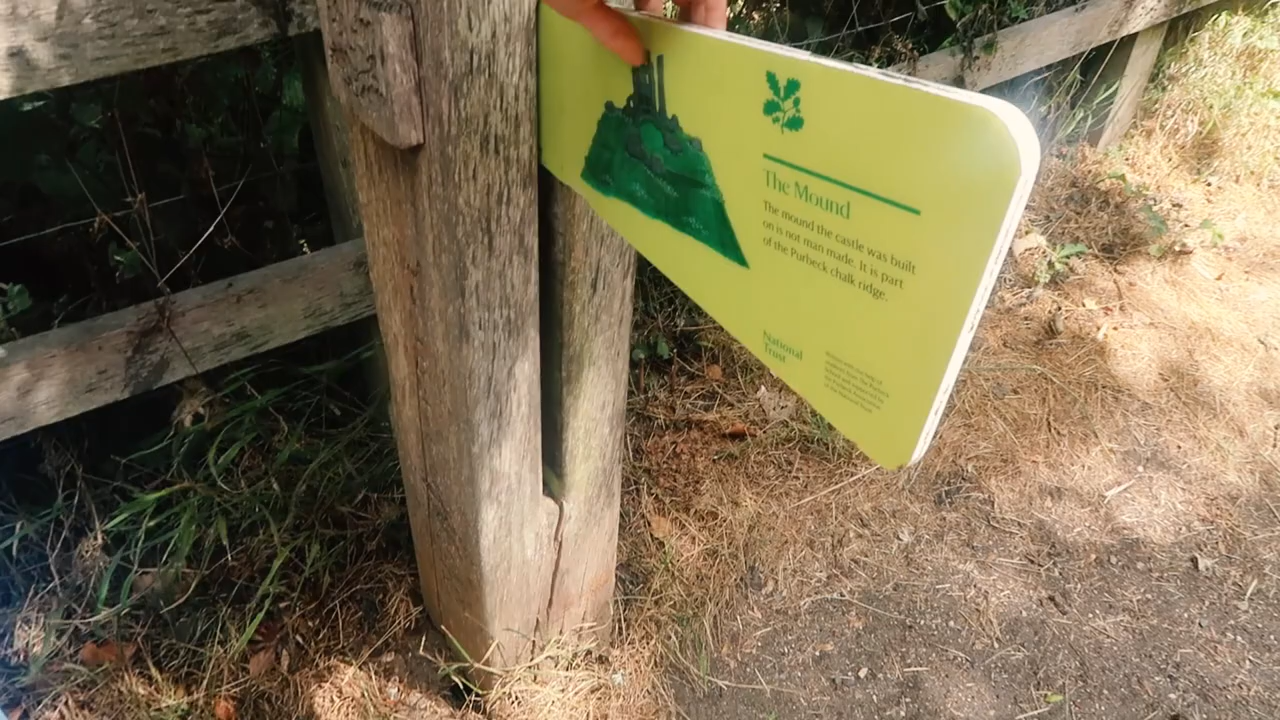 The Mound
The mound the castle was built
on is not man made. It is part
of the Purbeck chalk ridge.
National
Trust